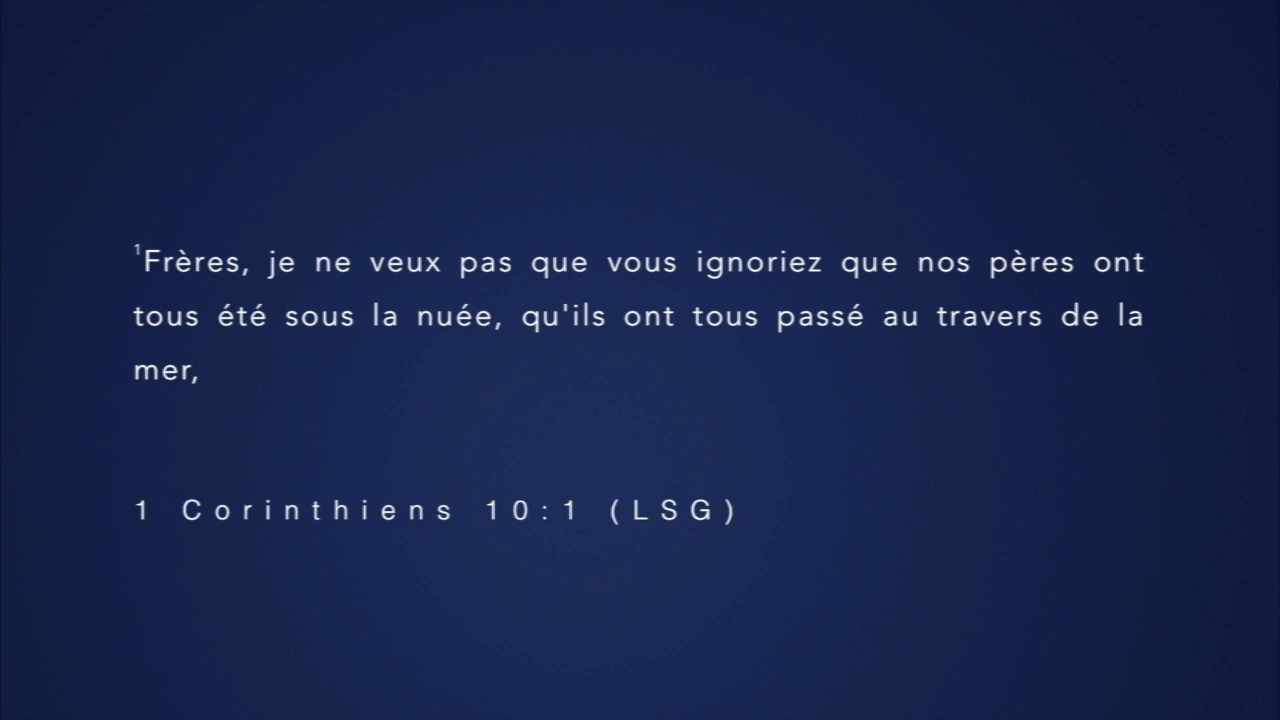 ¹Frères, je ne veux pas que vous ignoriez que nos pères ont
tous été sous la nuée, qu'ils ont tous passé au travers de la
mer,
1 Corinthiens 10:1 (LSG)